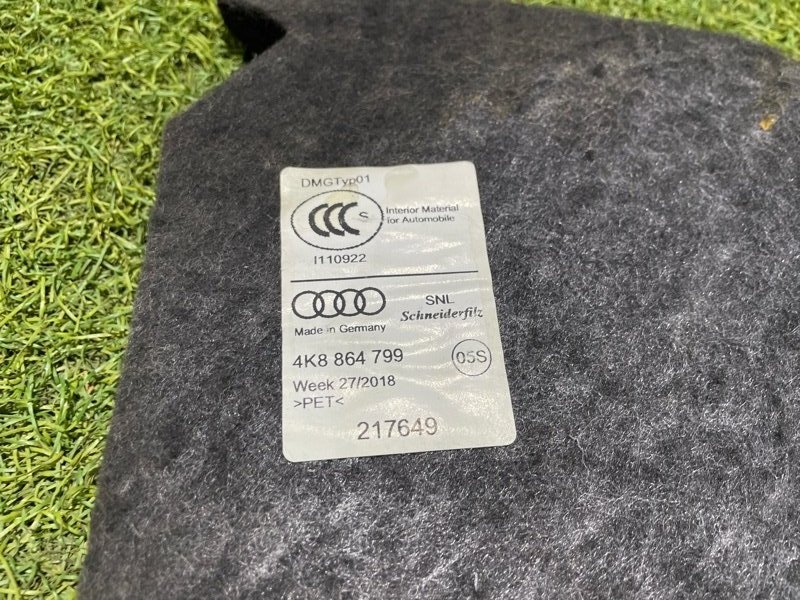 DMGTyp01
CCC S
Interior Material
for Automobile
I110922
SNL
Schneiderfilz
Made in Germany
4K8 864 799
05S
Week 27/2018
>PET<
217649